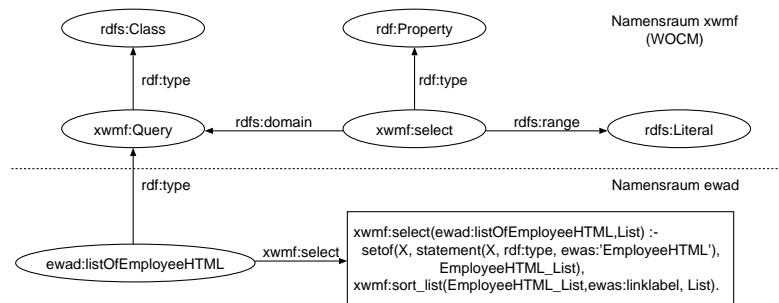 rdfs:Class
rdf:Property
Namensraum xwmf
(WOCM)
rdf:type
rdf:type
xwmf:Query
rdfs:domain
xwmf:select
rdfs:range
rdfs:Literal
rdf:type
Namensraum ewad
ewad:listOfEmployeeHTML
xwmf:select
xwmf:select(ewad:listOfEmployeeHTML,List) :-
setof(X, statement(X, rdf:type, ewas:'EmployeeHTML'),
EmployeeHTML_List),
xwmf:sort_list(EmployeeHTML_List,ewas:linklabel, List).